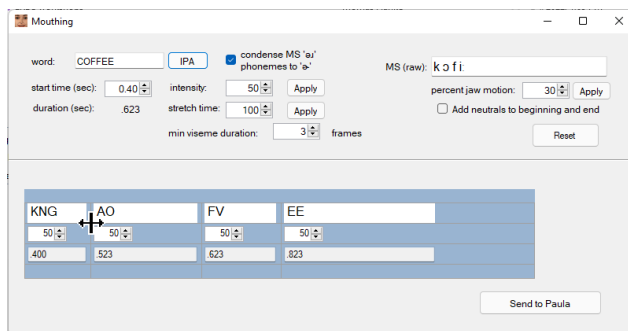 Mouthing
word: COFFEE IPA condense MS 'əɹ' phonemes to 'ɚ' MS (raw): k ɔ f iː
start time (sec): 0.40 intensity: 50 Apply percent jaw motion: 30 Apply
duration (sec): .623 stretch time: 100 Apply Add neutrals to beginning and end
min viseme duration: 3 frames Reset
KNG AO FV EE
50 50 50 50
.400 .523 .623 .823
Send to Paula